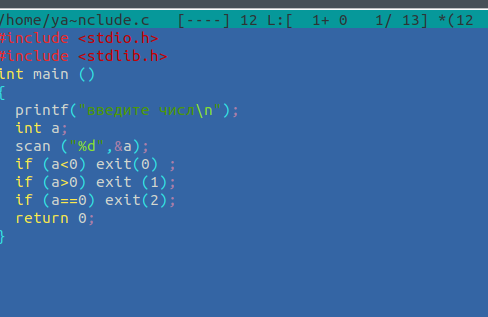 /home/ya~nclude.c   [----] 12 L:[  1+ 0   1/ 13] *(12
#include <stdio.h>
#include <stdlib.h>
int main ()
{
  printf("введите числ\n");
  int a;
  scan ("%d",&a);
  if (a<0) exit(0) ;
  if (a>0) exit (1);
  if (a==0) exit(2);
  return 0;
}